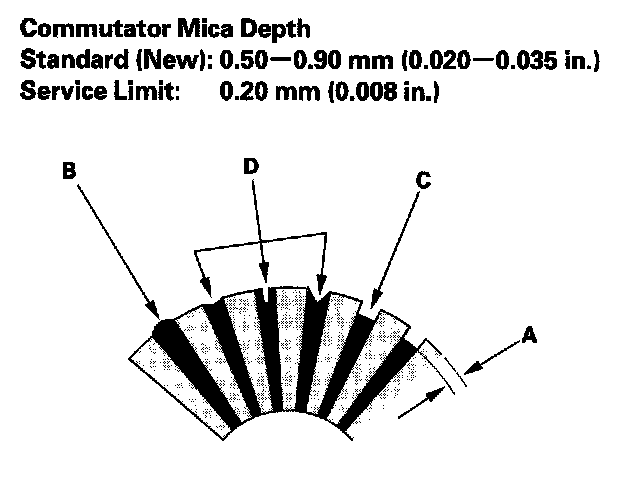 Commutator Mica Depth
Standard (New): 0.50—0.90 mm (0.020—0.035 in.)
Service Limit: 0.20 mm (0.008 in.)
D
B
C
A